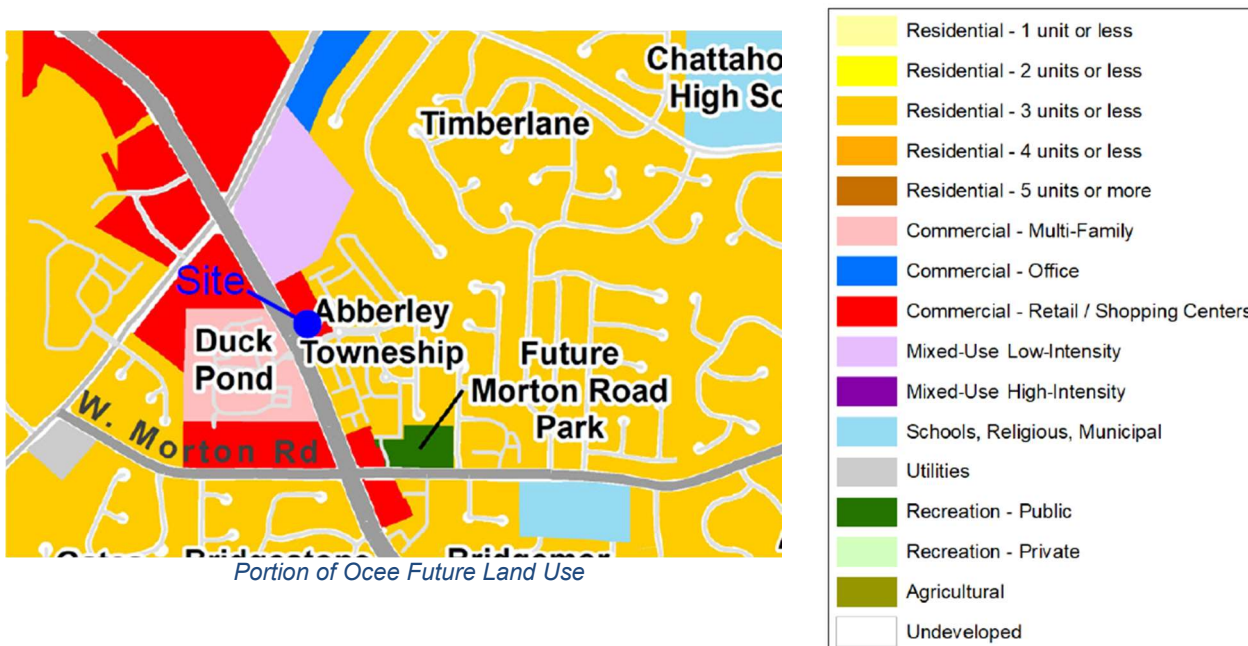 Chattaho
High Sc
Timberlane
Site
Abberley
Towneship
Duck
Pond
Future
Morton Road
Park
W. Morton Rd
Bridgestone
Bridgemer
Portion of Ocee Future Land Use
Residential - 1 unit or less
Residential - 2 units or less
Residential - 3 units or less
Residential - 4 units or less
Residential - 5 units or more
Commercial - Multi-Family
Commercial - Office
Commercial - Retail / Shopping Centers
Mixed-Use Low-Intensity
Mixed-Use High-Intensity
Schools, Religious, Municipal
Utilities
Recreation - Public
Recreation - Private
Agricultural
Undeveloped